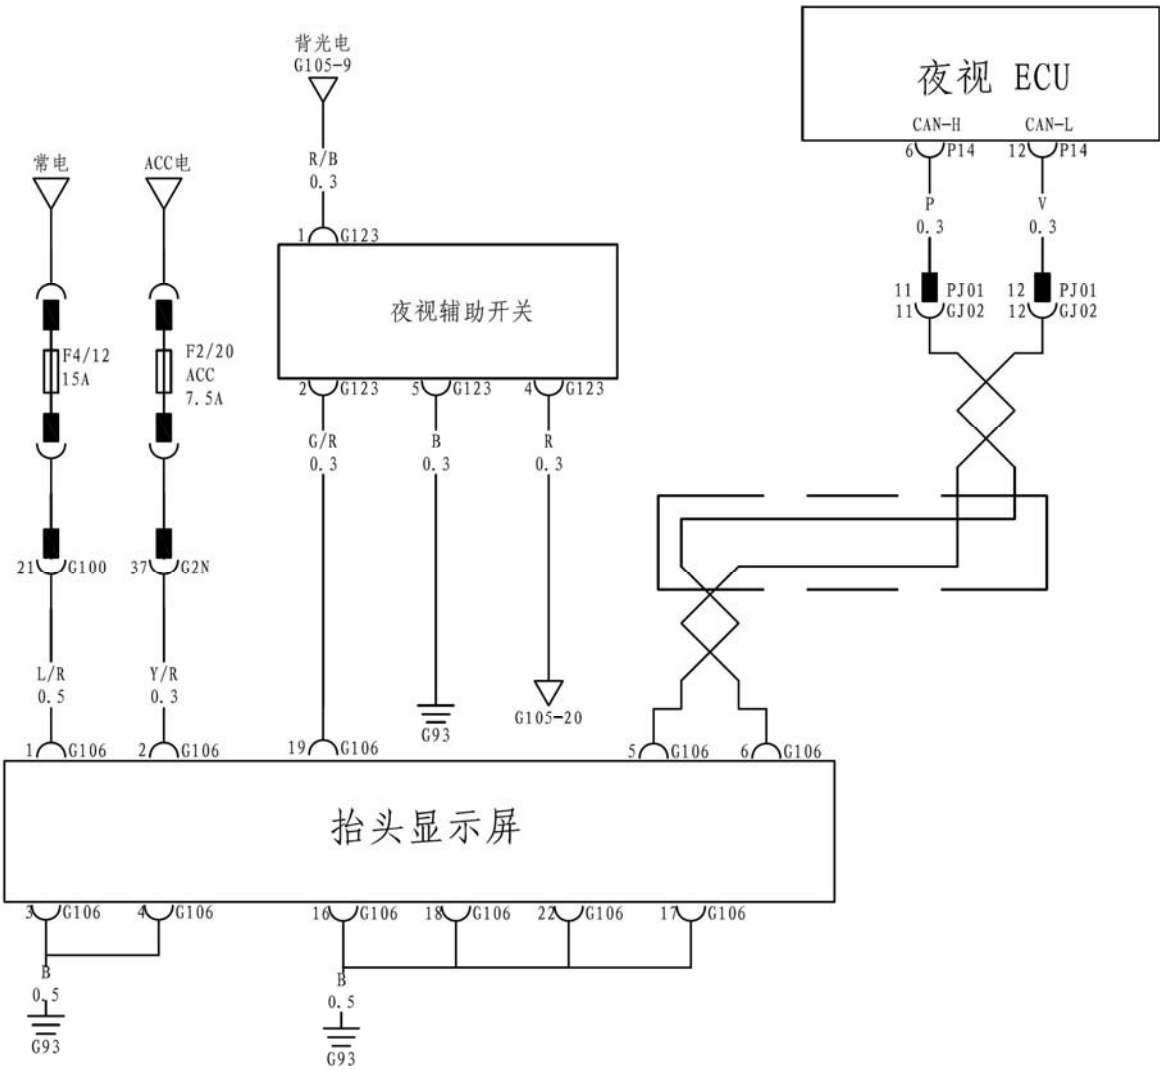 背光电
G105-9
夜视 ECU
CAN-H
CAN-L
6 P14
12 P14
常电
ACC电
R/B
0.3
P
0.3
V
0.3
1 G123
夜视辅助开关
11 PJ01
11 GJ02
12 PJ01
12 GJ02
F4/12
15A
F2/20
ACC
7.5A
2 G123
5 G123
4 G123
G/R
0.3
B
0.3
R
0.3
21 G100
37 G2N
L/R
0.5
Y/R
0.3
G93
G105-20
1 G106
2 G106
19 G106
5 G106
6 G106
抬头显示屏
3 G106
4 G106
16 G106
18 G106
22 G106
17 G106
B
0.5
G93
B
0.5
G93